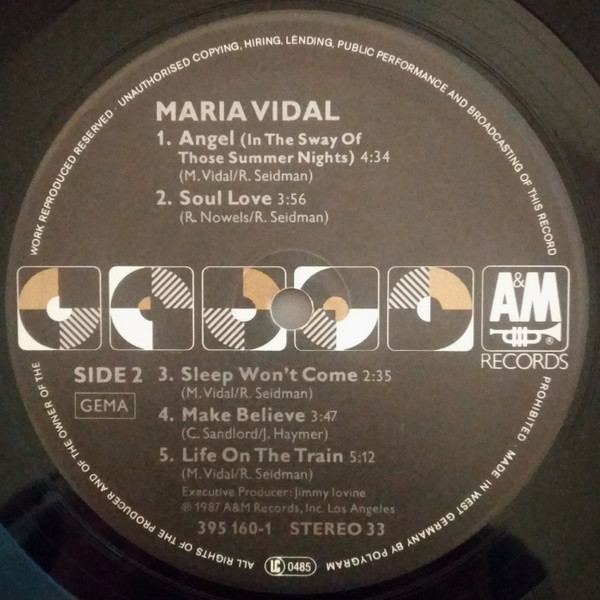 MARIA VIDAL
1. Angel (In The Sway Of
Those Summer Nights) 4:34
(M. Vidal/R. Seidman)
2. Soul Love 3:56
(R. Nowels/R. Seidman)
A&M
®
RECORDS
SIDE 2
GEMA
3. Sleep Won't Come 2:35
(M. Vidal/R. Seidman)
4. Make Believe 3:47
(C. Sandlord/J. Haymer)
5. Life On The Train 5:12
(M. Vidal/R. Seidman)
Executive Producer: Jimmy Iovine
℗ 1987 A&M Records, Inc. Los Angeles
395 160-1 STEREO 33
LC 0485
ALL RIGHTS OF THE PRODUCER AND OF THE OWNER OF THE WORK REPRODUCED RESERVED · UNAUTHORISED COPYING, HIRING, LENDING, PUBLIC PERFORMANCE AND BROADCASTING OF THIS RECORD PROHIBITED · MADE IN WEST GERMANY BY POLYGRAM